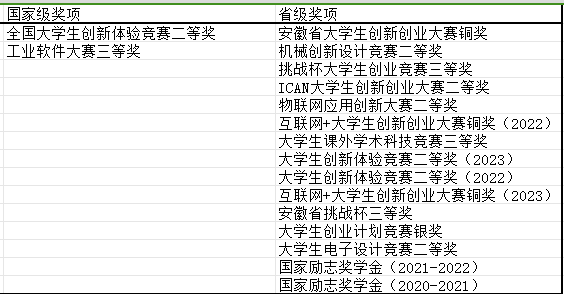 国家级奖项 省级奖项
全国大学生创新体验竞赛二等奖 安徽省大学生创新创业大赛铜奖
工业软件大赛三等奖 机械创新设计竞赛二等奖
挑战杯大学生创业竞赛三等奖
ICAN大学生创新创业大赛二等奖
物联网应用创新大赛二等奖
互联网+大学生创新创业大赛铜奖（2022）
大学生课外学术科技竞赛三等奖
大学生创新体验竞赛二等奖（2023）
大学生创新体验竞赛二等奖（2022）
互联网+大学生创新创业大赛铜奖（2023）
安徽省挑战杯三等奖
大学生创业计划竞赛银奖
大学生电子设计竞赛二等奖
国家励志奖学金（2021-2022）
国家励志奖学金（2020-2021）